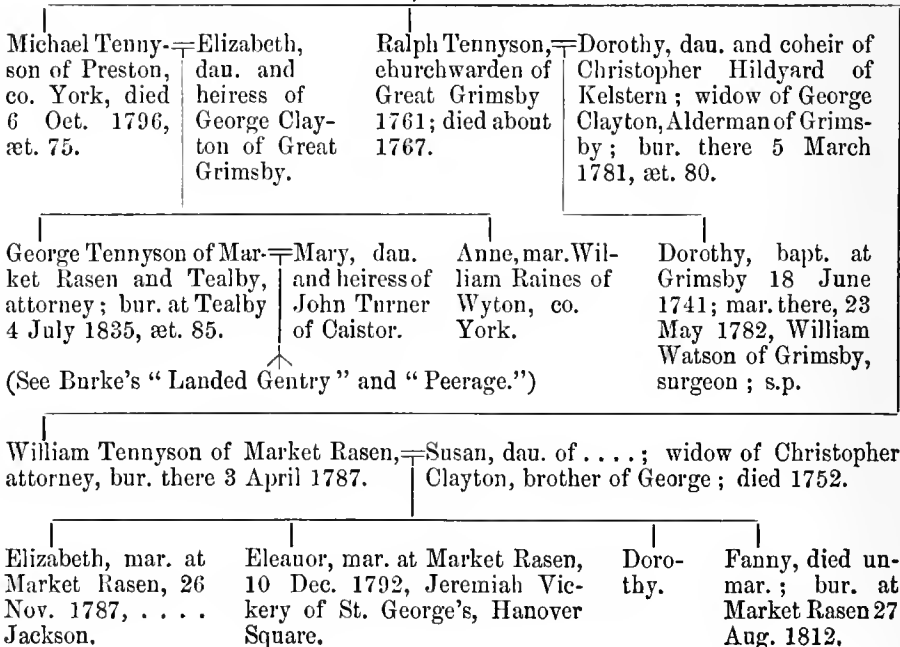 Michael Tenny-
son of Preston,
co. York, died
6 Oct. 1796,
æt. 75.
Elizabeth,
dau. and
heiress of
George Clay-
ton of Great
Grimsby.
Ralph Tennyson,
churchwarden of
Great Grimsby
1761; died about
1767.
Dorothy, dau. and coheir of
Christopher Hildyard of
Kelstern; widow of George
Clayton, Alderman of Grims-
by; bur. there 5 March
1781, æt. 80.
George Tennyson of Mar-
ket Rasen and Tealby,
attorney; bur. at Tealby
4 July 1835, æt. 85.
Mary, dau.
and heiress of
John Turner
of Caistor.
Anne, mar. Wil-
liam Raines of
Wyton, co.
York.
Dorothy, bapt. at
Grimsby 18 June
1741; mar. there, 23
May 1782, William
Watson of Grimsby,
surgeon; s.p.
(See Burke's "Landed Gentry" and "Peerage.")
William Tennyson of Market Rasen,
attorney, bur. there 3 April 1787.
Susan, dau. of . . . . ; widow of Christopher
Clayton, brother of George; died 1752.
Elizabeth, mar. at
Market Rasen, 26
Nov. 1787, . . . .
Jackson.
Eleanor, mar. at Market Rasen,
10 Dec. 1792, Jeremiah Vic-
kery of St. George's, Hanover
Square.
Doro-
thy.
Fanny, died un-
mar.; bur. at
Market Rasen 27
Aug. 1812.